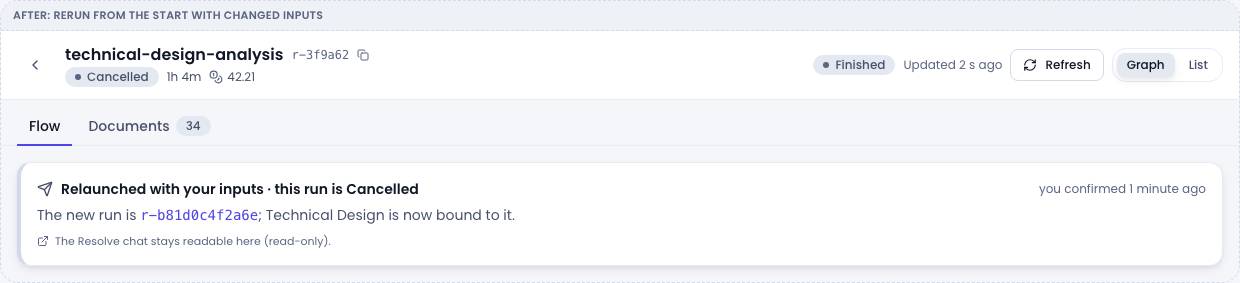 AFTER: RERUN FROM THE START WITH CHANGED INPUTS
technical-design-analysis r-3f9a62
Cancelled 1h 4m 42.21
Finished Updated 2 s ago Refresh Graph List
Flow Documents 34
Relaunched with your inputs · this run is Cancelled you confirmed 1 minute ago
The new run is r-b81d0c4f2a6e; Technical Design is now bound to it.
The Resolve chat stays readable here (read-only).